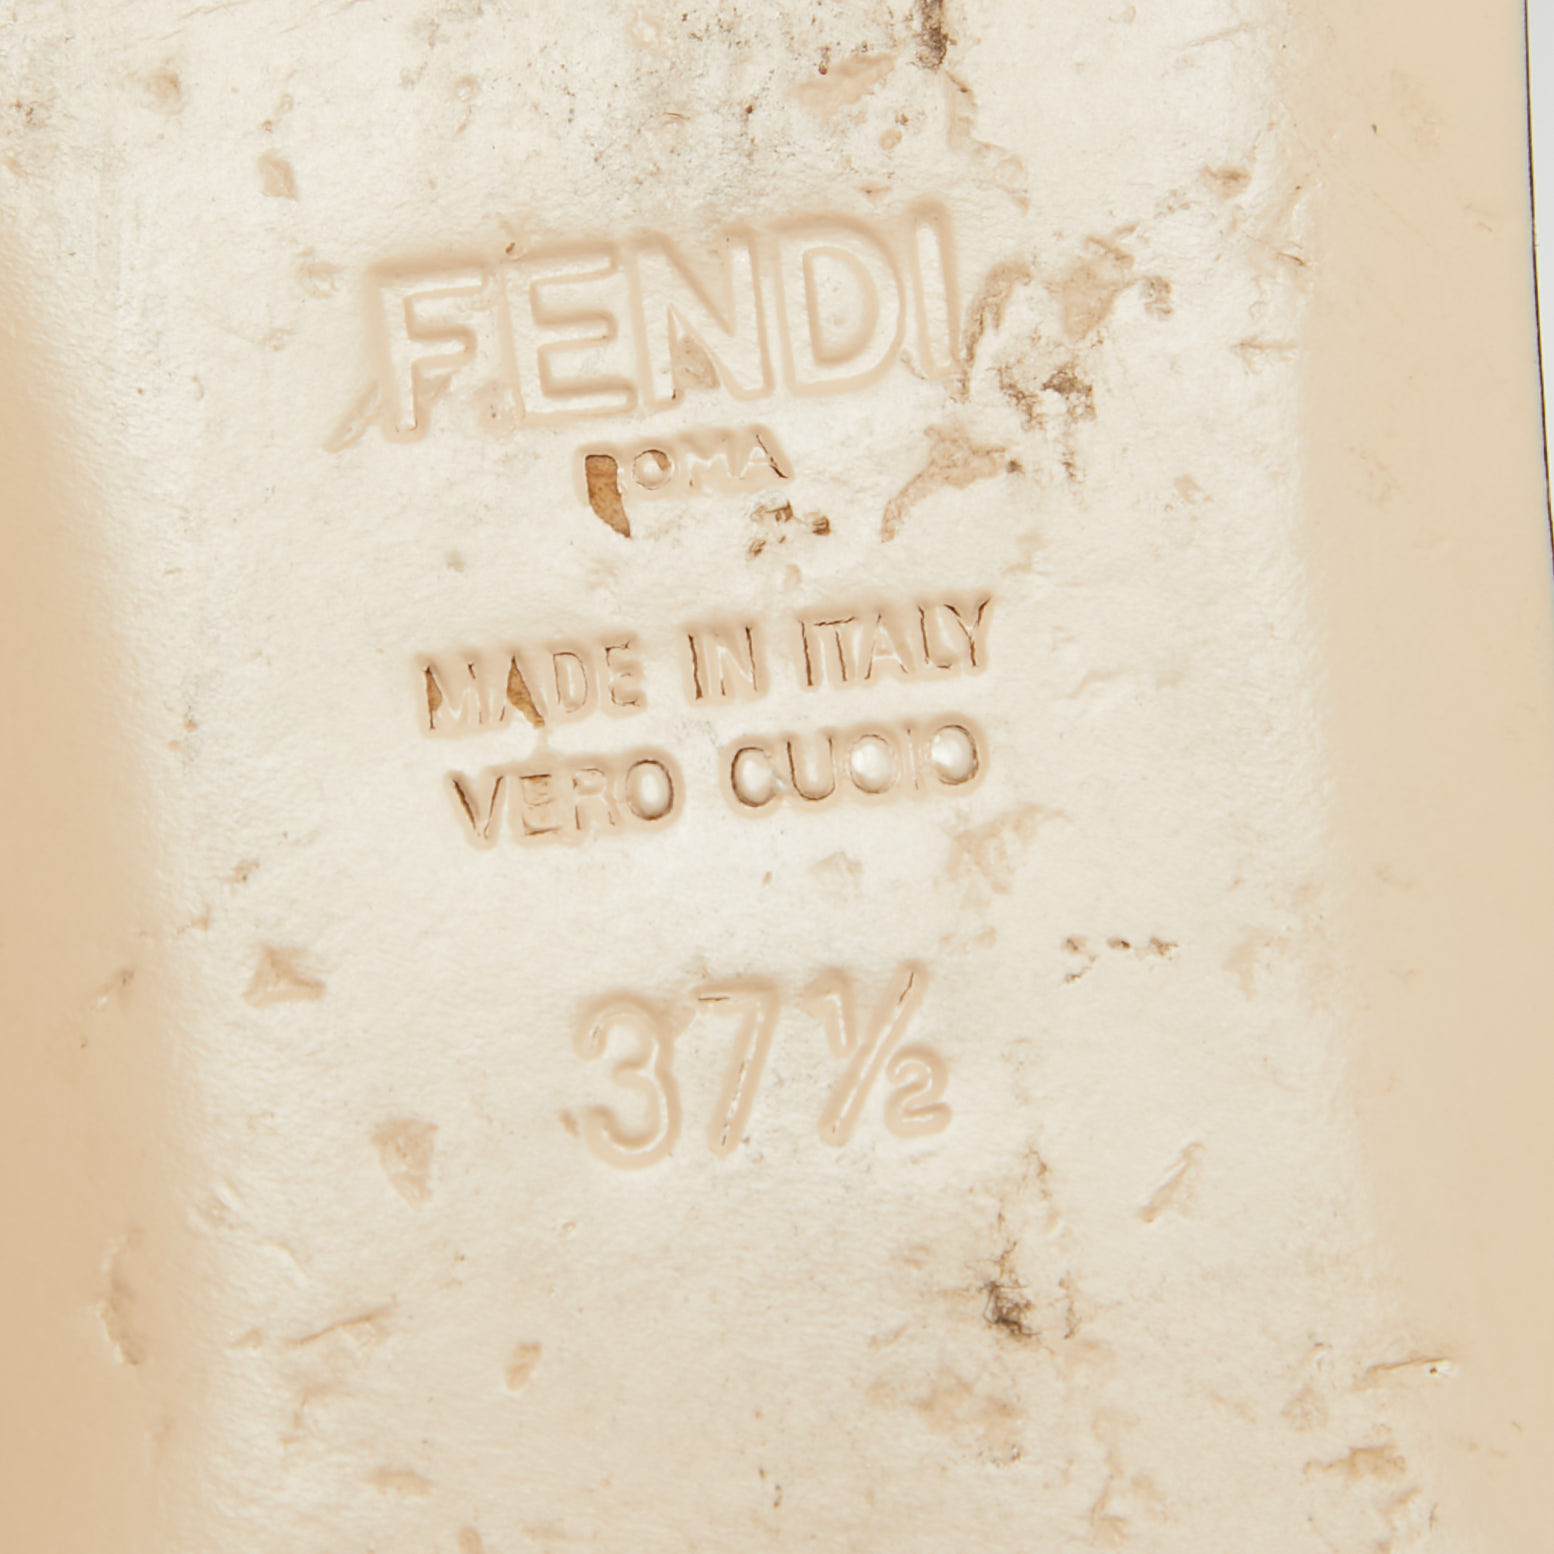 FENDI
ROMA
MADE IN ITALY
VERO CUOIO
37½